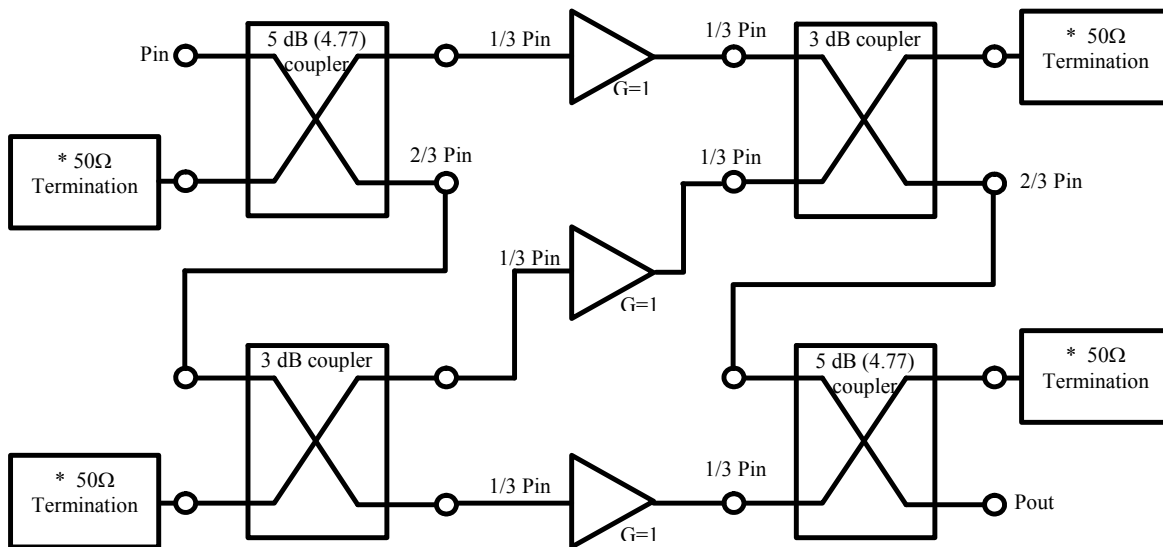 Pin
5 dB (4.77)
coupler
1/3 Pin
G=1
1/3 Pin
3 dB coupler
* 50Ω
Termination
* 50Ω
Termination
2/3 Pin
1/3 Pin
2/3 Pin
1/3 Pin
G=1
3 dB coupler
5 dB (4.77)
coupler
* 50Ω
Termination
* 50Ω
Termination
1/3 Pin
G=1
1/3 Pin
Pout